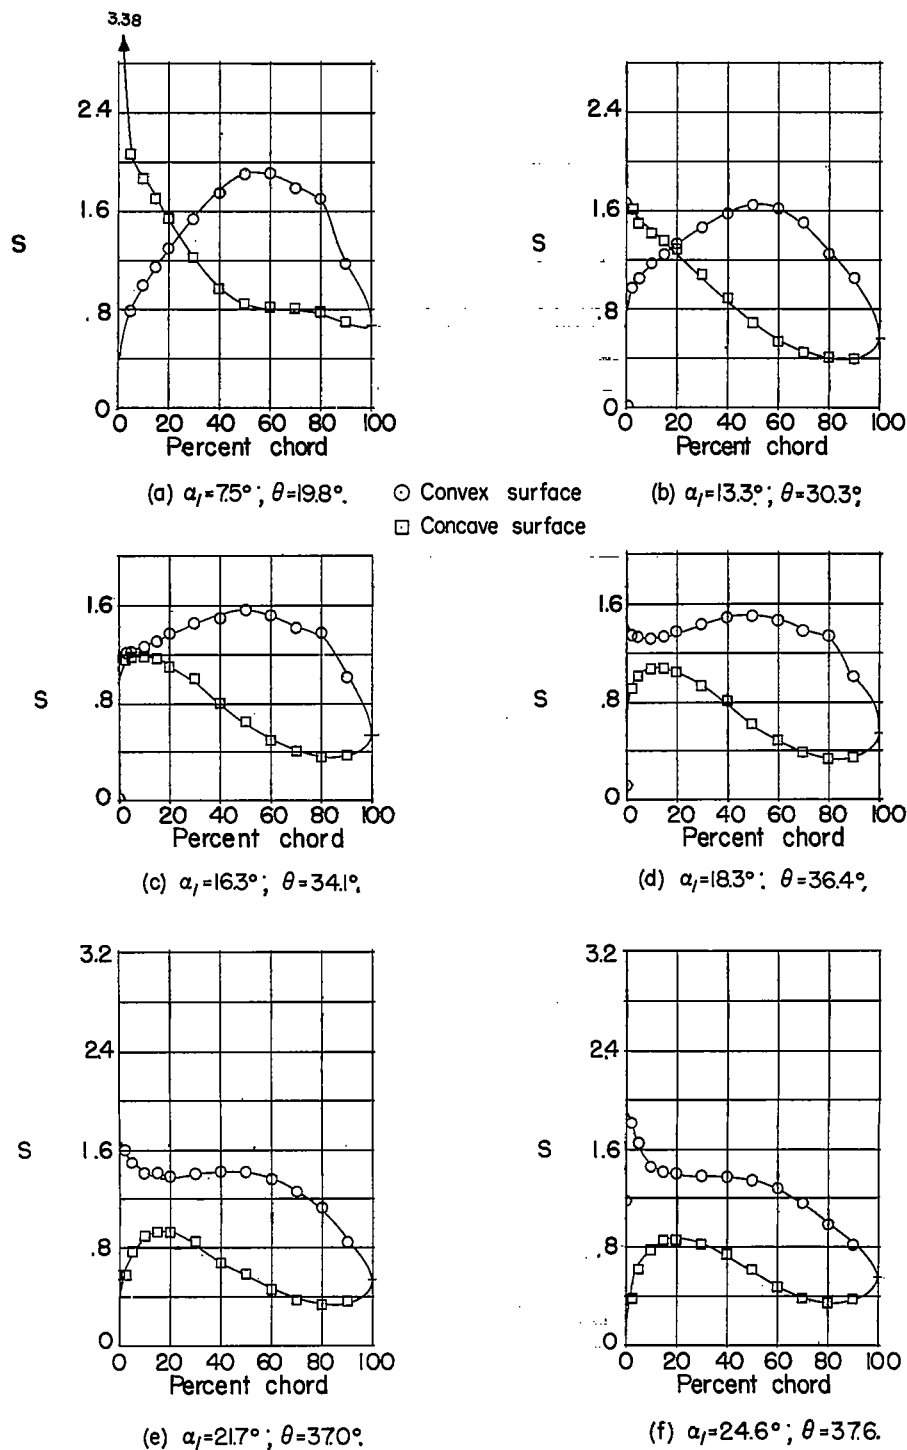 3.38
2.4
1.6
S
.8
0
0 20 40 60 80 100
Percent chord
(a) α₁=7.5°; θ=19.8°.
2.4
1.6
S
.8
0
0 20 40 60 80 100
Percent chord
(b) α₁=13.3°; θ=30.3°.
Convex surface
Concave surface
1.6
S
.8
0
0 20 40 60 80 100
Percent chord
(c) α₁=16.3°; θ=34.1°.
1.6
S
.8
0
0 20 40 60 80 100
Percent chord
(d) α₁=18.3°; θ=36.4°.
3.2
2.4
1.6
S
.8
0
0 20 40 60 80 100
Percent chord
(e) α₁=21.7°; θ=37.0°.
3.2
2.4
1.6
S
.8
0
0 20 40 60 80 100
Percent chord
(f) α₁=24.6°; θ=37.6.